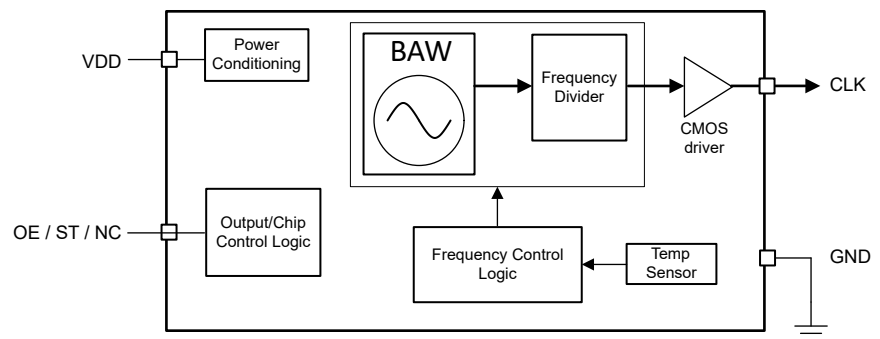 VDD
Power
Conditioning
BAW
Frequency
Divider
CMOS
driver
CLK
OE / ST / NC
Output/Chip
Control Logic
Frequency Control
Logic
Temp
Sensor
GND